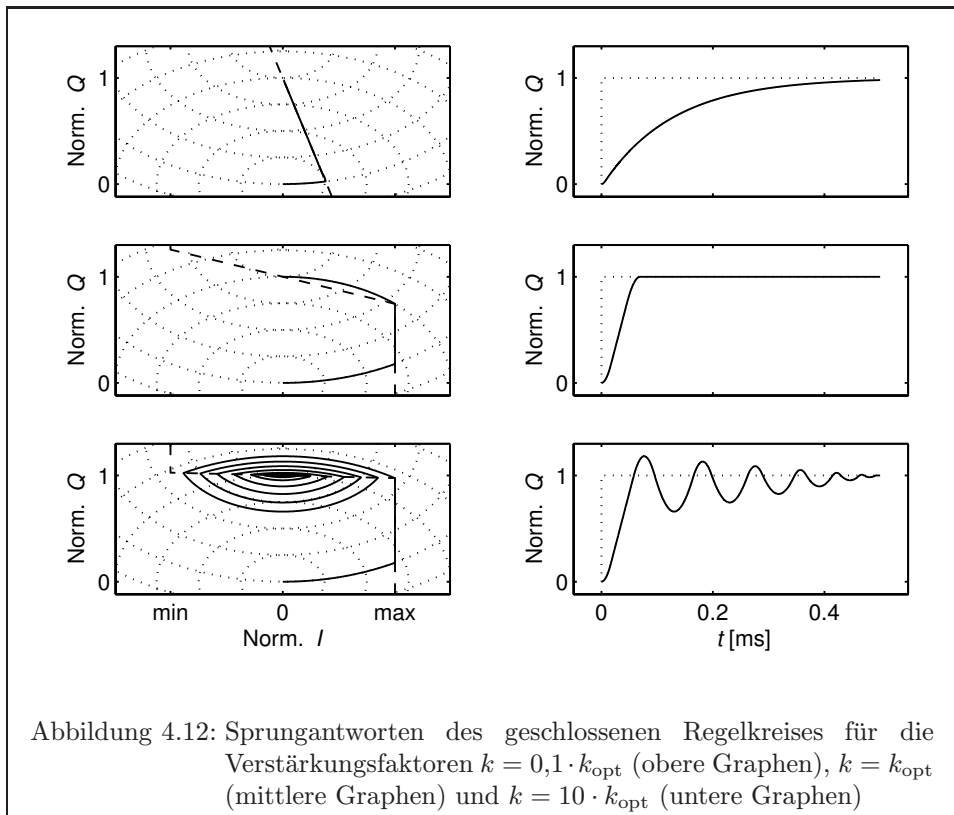 1
0
Norm. Q
1
0
Norm. Q
1
0
Norm. Q
1
0
Norm. Q
1
0
Norm. Q
min 0 max
Norm. I
1
0
Norm. Q
0 0.2 0.4
t [ms]
Abbildung 4.12: Sprungantworten des geschlossenen Regelkreises für die
Verstärkungsfaktoren k = 0,1 · k_opt (obere Graphen), k = k_opt
(mittlere Graphen) und k = 10 · k_opt (untere Graphen)